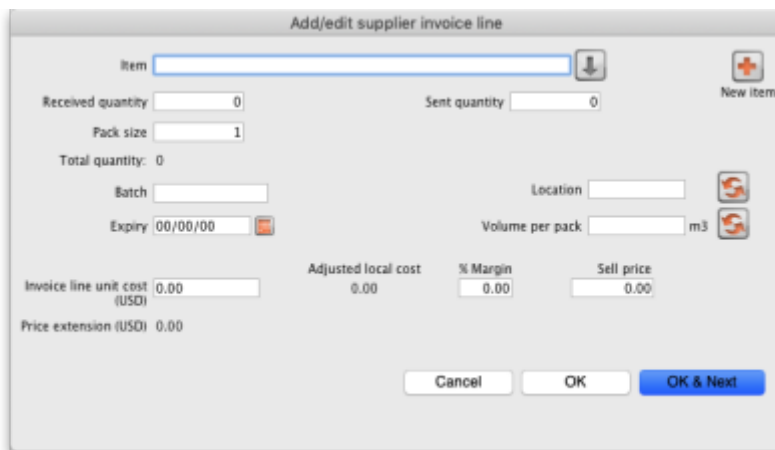 Add/edit supplier invoice line
Item
New item
Received quantity 0 Sent quantity 0
Pack size 1
Total quantity: 0
Batch Location
Expiry 00/00/00 Volume per pack m3
Adjusted local cost % Margin Sell price
Invoice line unit cost (USD) 0.00 0.00 0.00 0.00
Price extension (USD) 0.00
Cancel OK OK & Next